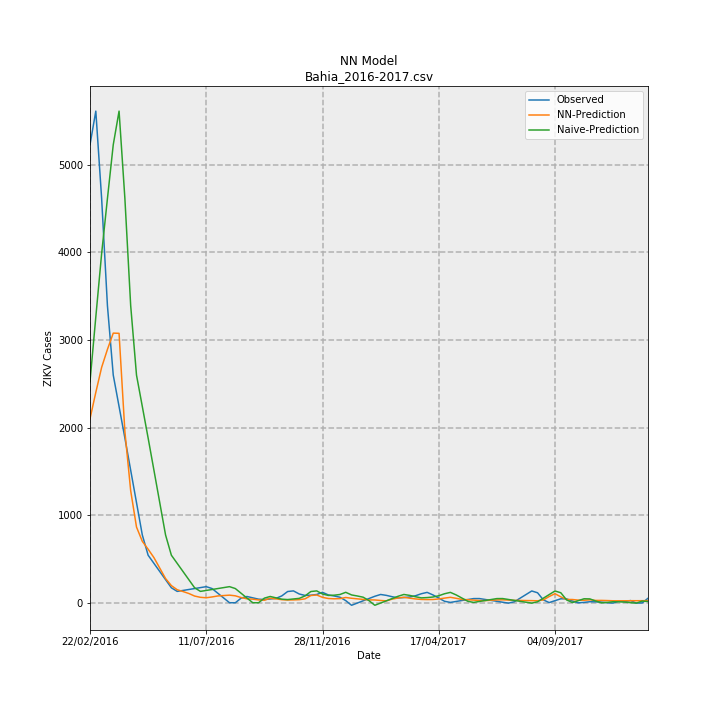 NN Model
Bahia_2016-2017.csv
Observed
NN-Prediction
Naive-Prediction
ZIKV Cases
5000
4000
3000
2000
1000
0
22/02/2016
11/07/2016
28/11/2016
17/04/2017
04/09/2017
Date